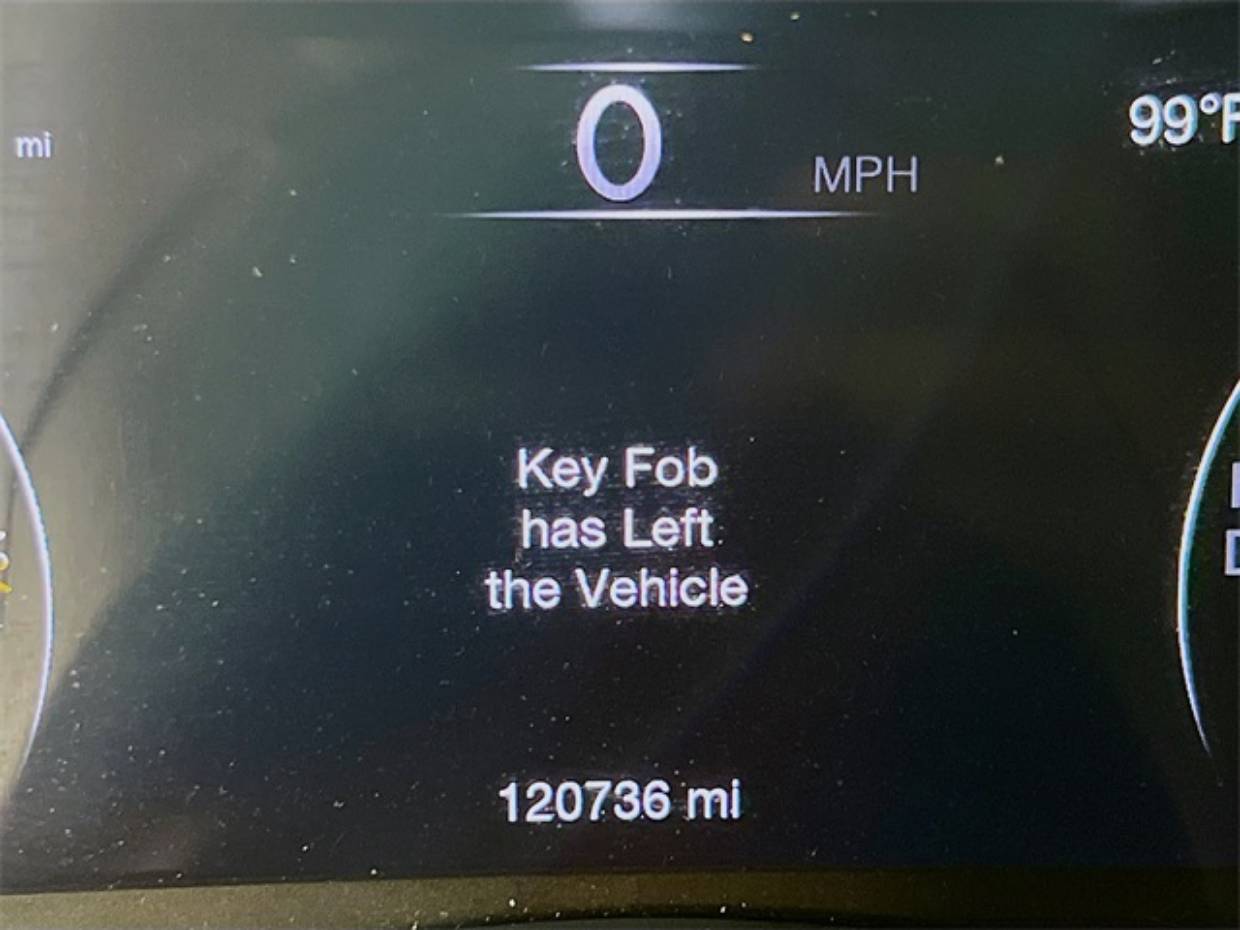 0
mi
MPH
99°F
Key Fob
has Left
the Vehicle
120736 mi